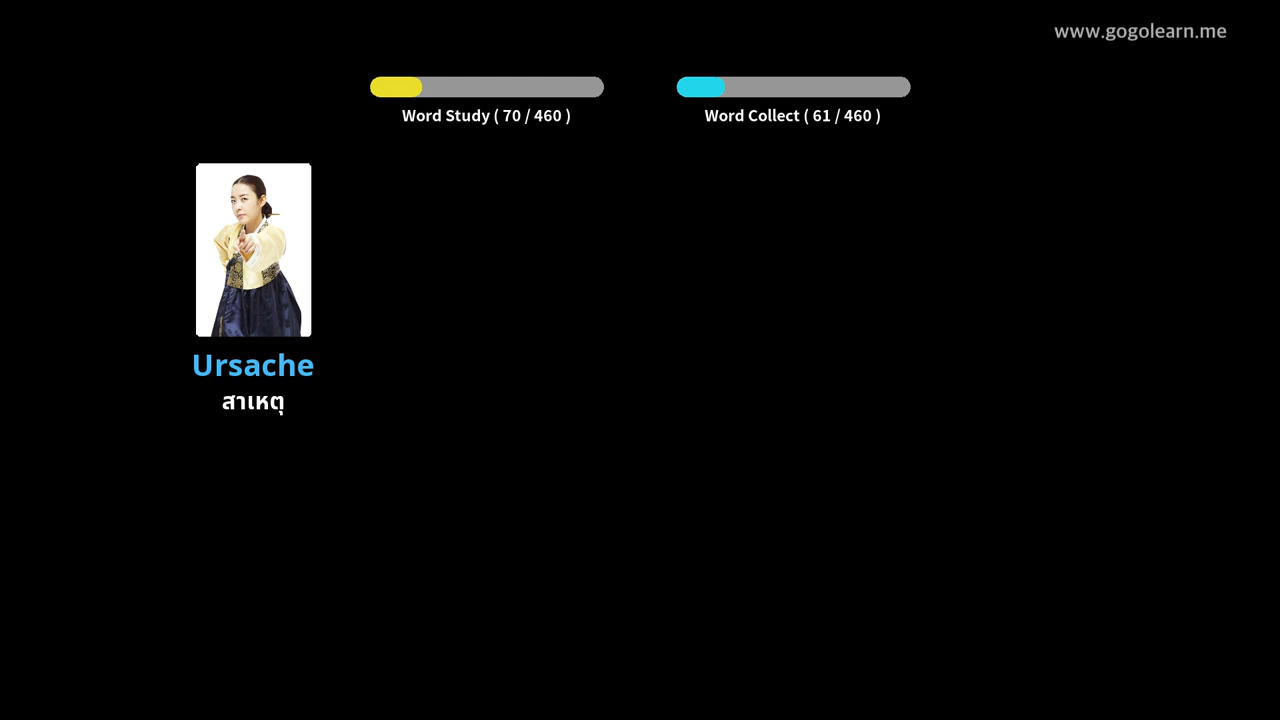 www.gogolearn.me
Word Study ( 70 / 460 )
Word Collect ( 61 / 460 )
Ursache
สาเหตุ